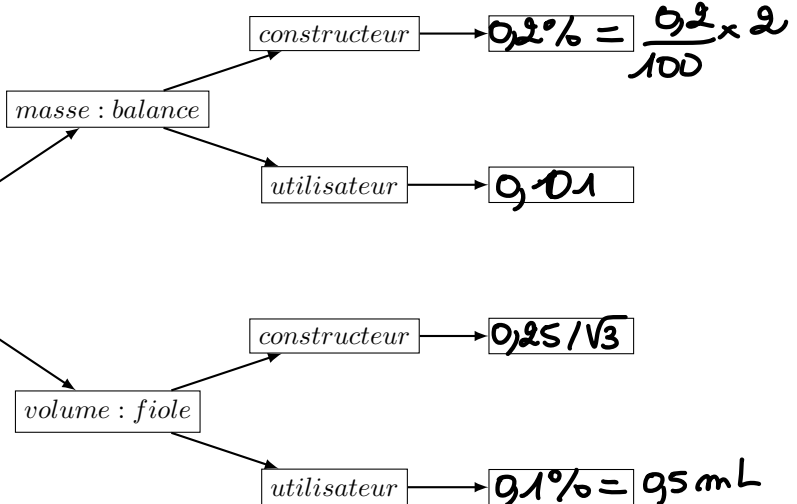 constructeur 0,2% = 0,2/100 × 2
masse : balance
utilisateur 0,101
constructeur 0,25/√3
volume : fiole
utilisateur 0,1% = 0,5 mL